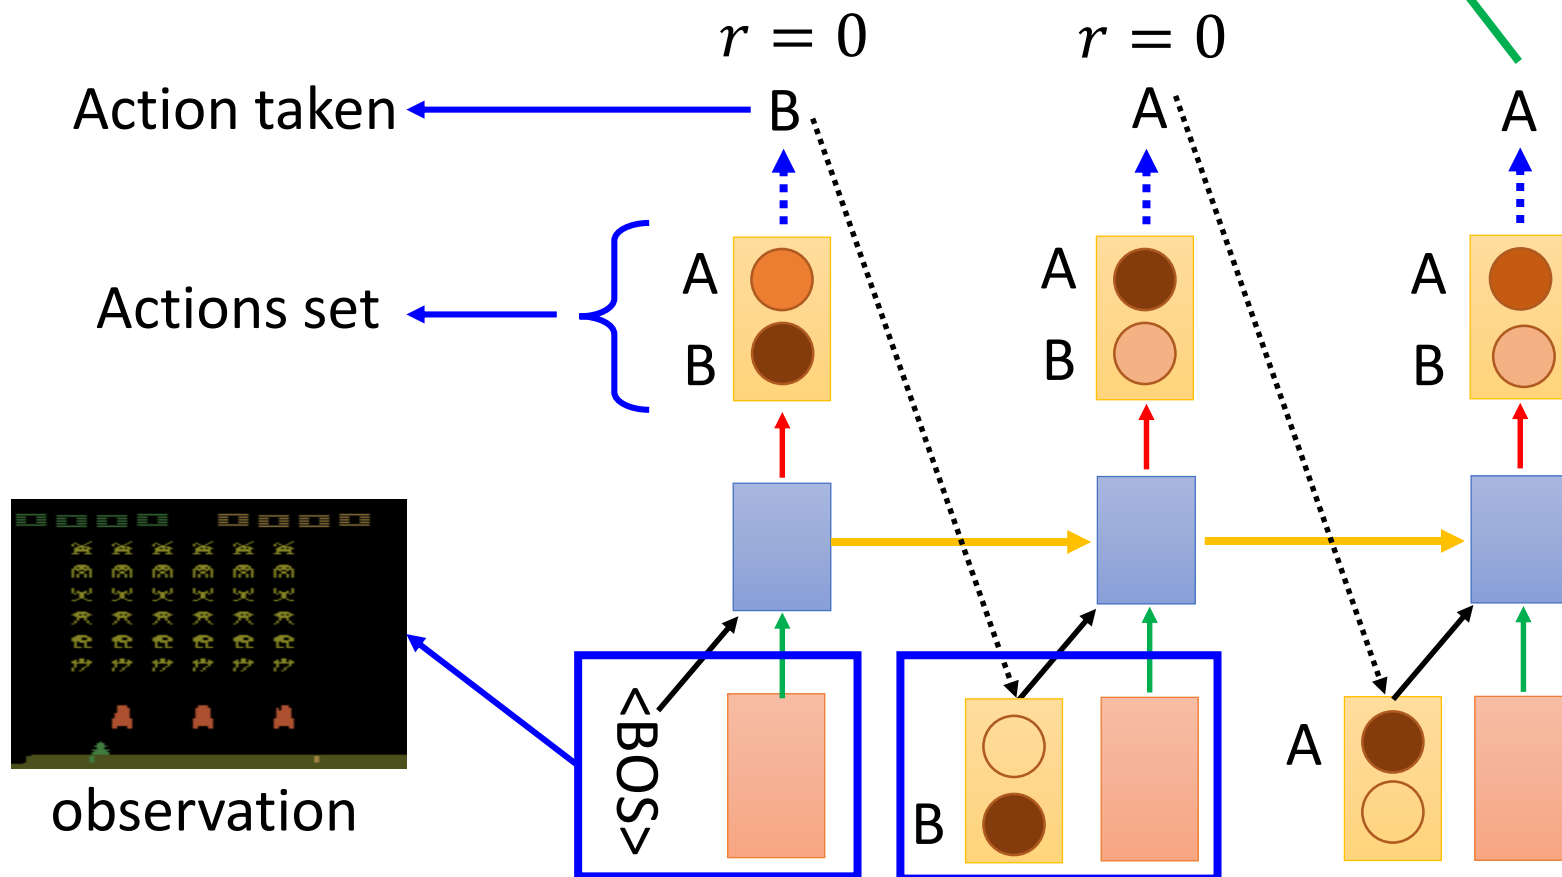 r = 0
r = 0
Action taken
B
A
A
A
A
A
Actions set
B
B
B
<BOS>
A
B
observation